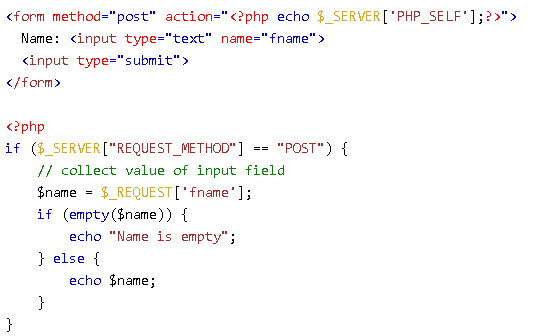 <form method="post" action="<?php echo $_SERVER['PHP_SELF'];?>">
  Name: <input type="text" name="fname">
  <input type="submit">
</form>

<?php
if ($_SERVER["REQUEST_METHOD"] == "POST") {
    // collect value of input field
    $name = $_REQUEST['fname'];
    if (empty($name)) {
        echo "Name is empty";
    } else {
        echo $name;
    }
}